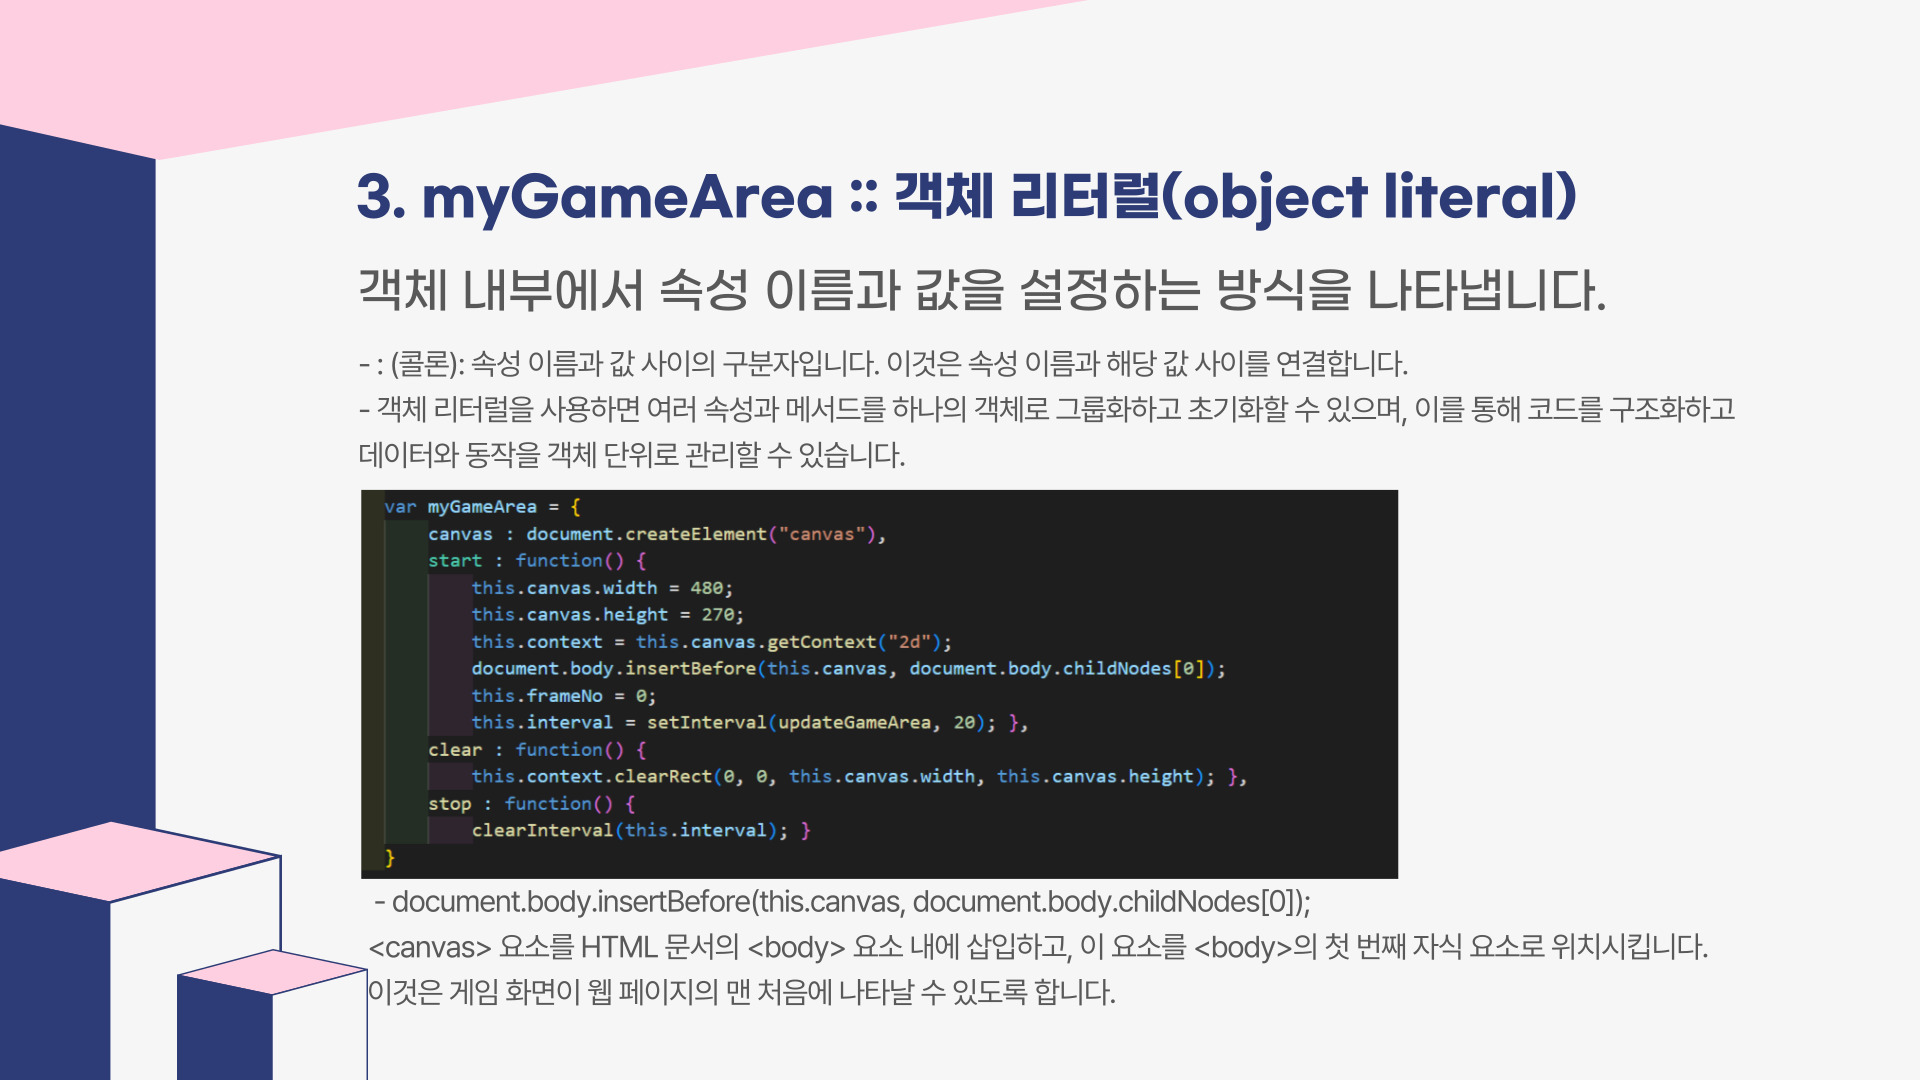 3. myGameArea :: 객체 리터럴(object literal)
객체 내부에서 속성 이름과 값을 설정하는 방식을 나타냅니다.
- : (콜론): 속성 이름과 값 사이의 구분자입니다. 이것은 속성 이름과 해당 값 사이를 연결합니다.
- 객체 리터럴을 사용하면 여러 속성과 메서드를 하나의 객체로 그룹화하고 초기화할 수 있으며, 이를 통해 코드를 구조화하고
데이터와 동작을 객체 단위로 관리할 수 있습니다.
var myGameArea = {
    canvas : document.createElement("canvas"),
    start : function() {
        this.canvas.width = 480;
        this.canvas.height = 270;
        this.context = this.canvas.getContext("2d");
        document.body.insertBefore(this.canvas, document.body.childNodes[0]);
        this.frameNo = 0;
        this.interval = setInterval(updateGameArea, 20); },
    clear : function() {
        this.context.clearRect(0, 0, this.canvas.width, this.canvas.height); },
    stop : function() {
        clearInterval(this.interval); }
}
- document.body.insertBefore(this.canvas, document.body.childNodes[0]);
<canvas> 요소를 HTML 문서의 <body> 요소 내에 삽입하고, 이 요소를 <body>의 첫 번째 자식 요소로 위치시킵니다.
이것은 게임 화면이 웹 페이지의 맨 처음에 나타날 수 있도록 합니다.